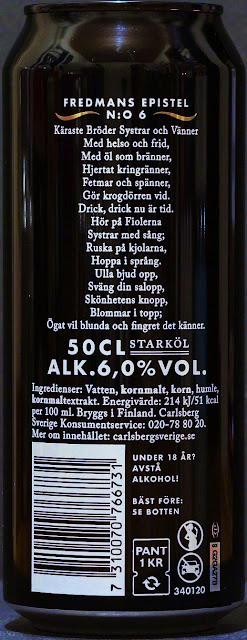 FREDMANS EPISTEL
N:O 6
Käraste Bröder Systrar och Vänner
Med helso och frid,
Med öl som bränner,
Hjertat kringränner,
Fetmar och spänner,
Gör krogdörren vid.
Drick, drick nu är tid.
Hör på Fiolerna
Systrar med sång;
Ruska på kjolarna,
Hoppa i språng.
Ulla bjud opp,
Sväng din salopp,
Skönhetens knopp,
Blommar i topp;
Ögat vil blunda och fingret det känner.
50CL STARKÖL
ALK.6,0%VOL.
Ingredienser: Vatten, kornmalt, korn, humle,
kornmaltextrakt. Energivärde: 214 kJ/51 kcal
per 100 ml. Bryggs i Finland. Carlsberg
Sverige Konsumentservice: 020-78 80 20.
Mer om innehållet: carlsbergsverige.se
7 310070 766731
UNDER 18 ÅR?
AVSTÅ
ALKOHOL!
BÄST FÖRE:
SE BOTTEN
PANT
1 KR
340120